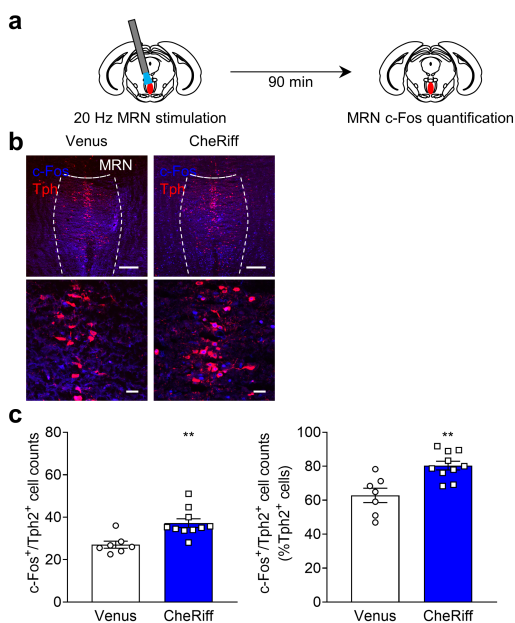 a
90 min
20 Hz MRN stimulation
MRN c-Fos quantification
b
Venus
CheRiff
c-Fos
Tph
MRN
c-Fos
Tph
c
c-Fos⁺/Tph2⁺ cell counts
80
60
40
20
0
**
Venus
CheRiff
c-Fos⁺/Tph2⁺ cell counts
(%Tph2⁺ cells)
100
80
60
40
20
0
**
Venus
CheRiff